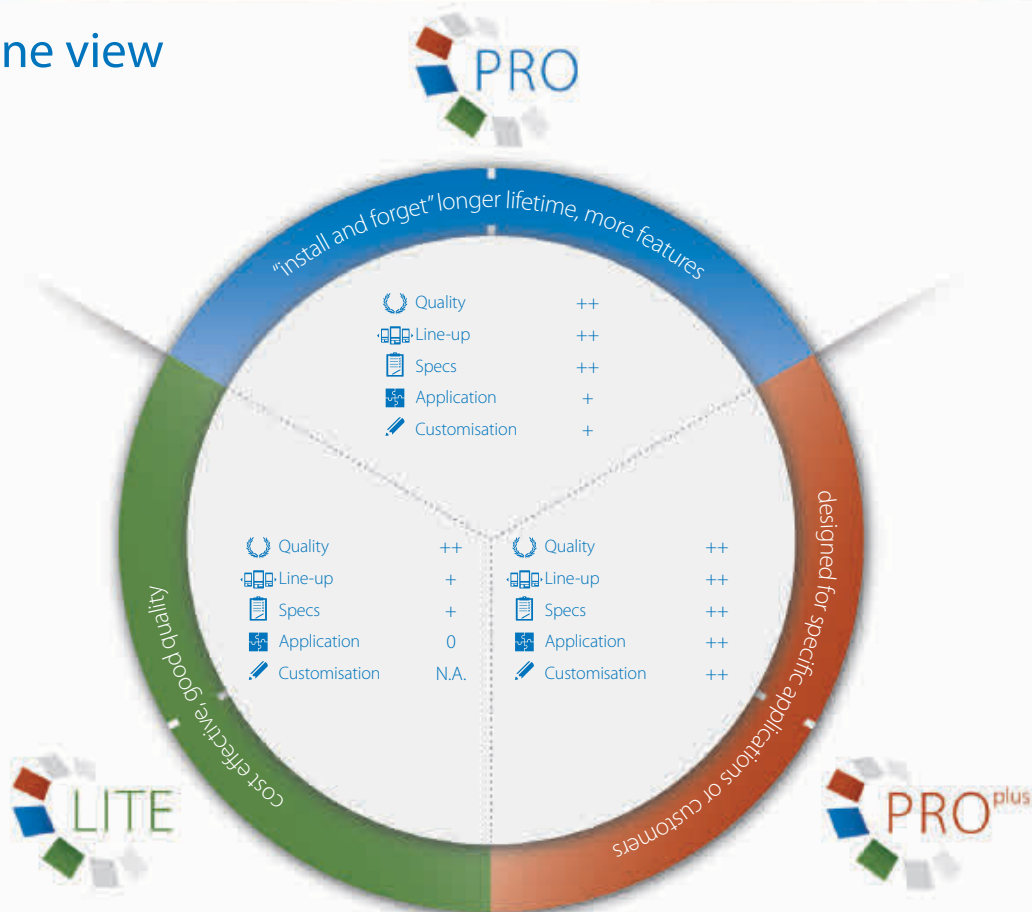 ne view
PRO
"install and forget" longer lifetime, more features
Quality ++
Line-up ++
Specs ++
Application +
Customisation +
Quality ++
Line-up +
Specs +
Application 0
Customisation N.A.
cost effective, good quality
LITE
Quality ++
Line-up ++
Specs ++
Application ++
Customisation ++
designed for specific applications or customers
PRO plus